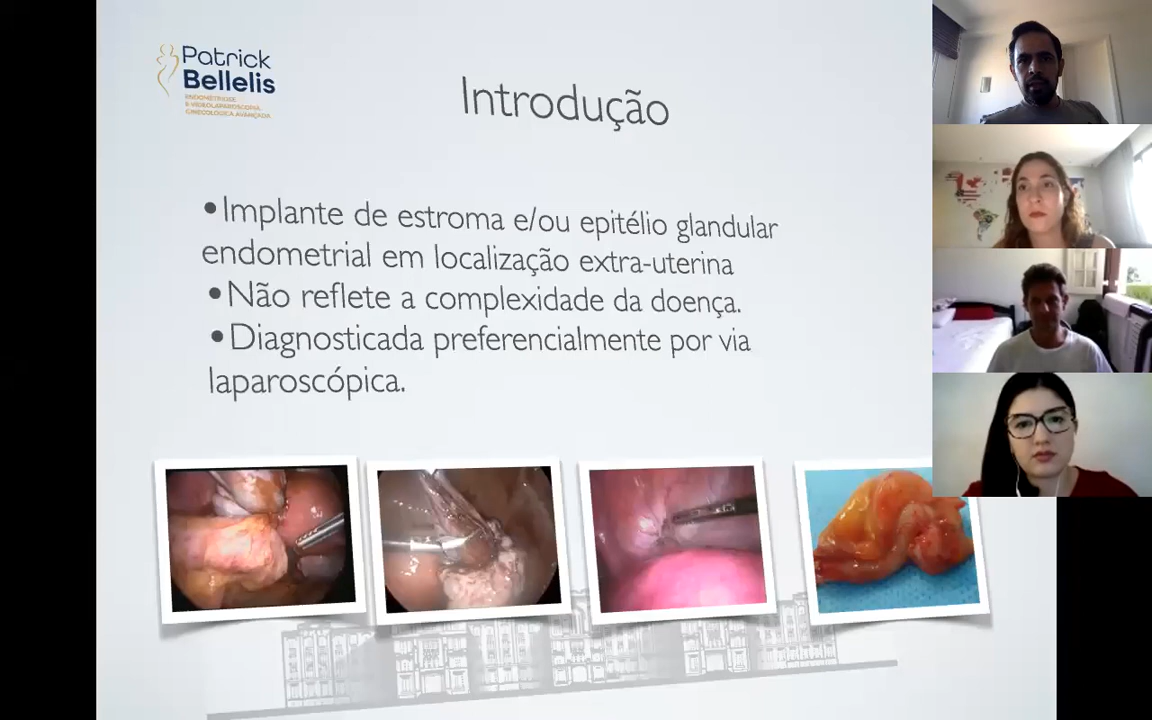 Patrick
Bellelis
ENDOMETRIOSE
E VIDEOLAPAROSCOPIA
GINECOLÓGICA AVANÇADA
Introdução
•Implante de estroma e/ou epitélio glandular
endometrial em localização extra-uterina
•Não reflete a complexidade da doença.
•Diagnosticada preferencialmente por via
laparoscópica.